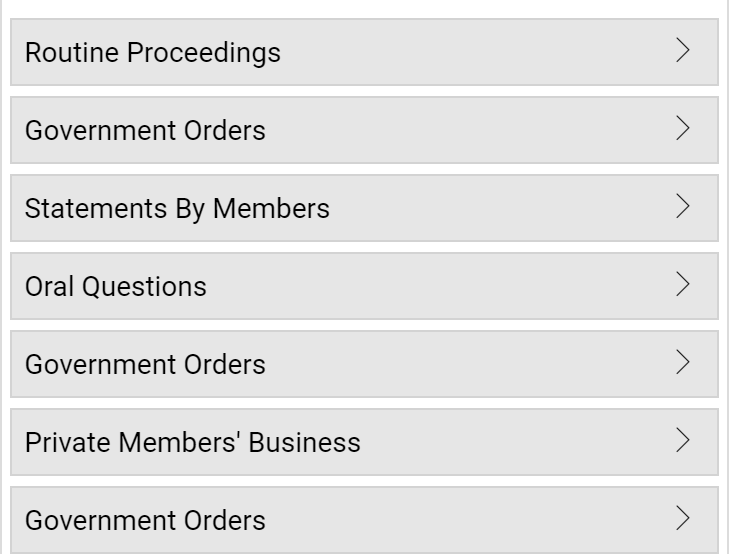 Routine Proceedings
Government Orders
Statements By Members
Oral Questions
Government Orders
Private Members' Business
Government Orders